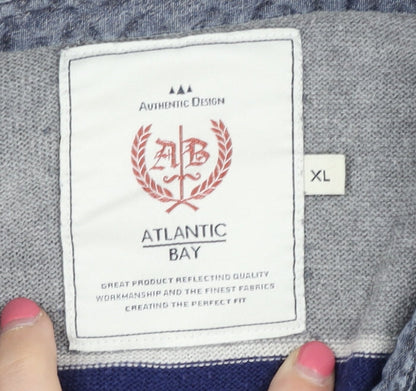 AUTHENTIC DESIGN
AB
XL
ATLANTIC
BAY
GREAT PRODUCT REFLECTING QUALITY
WORKMANSHIP AND THE FINEST FABRICS
CREATING THE PERFECT FIT